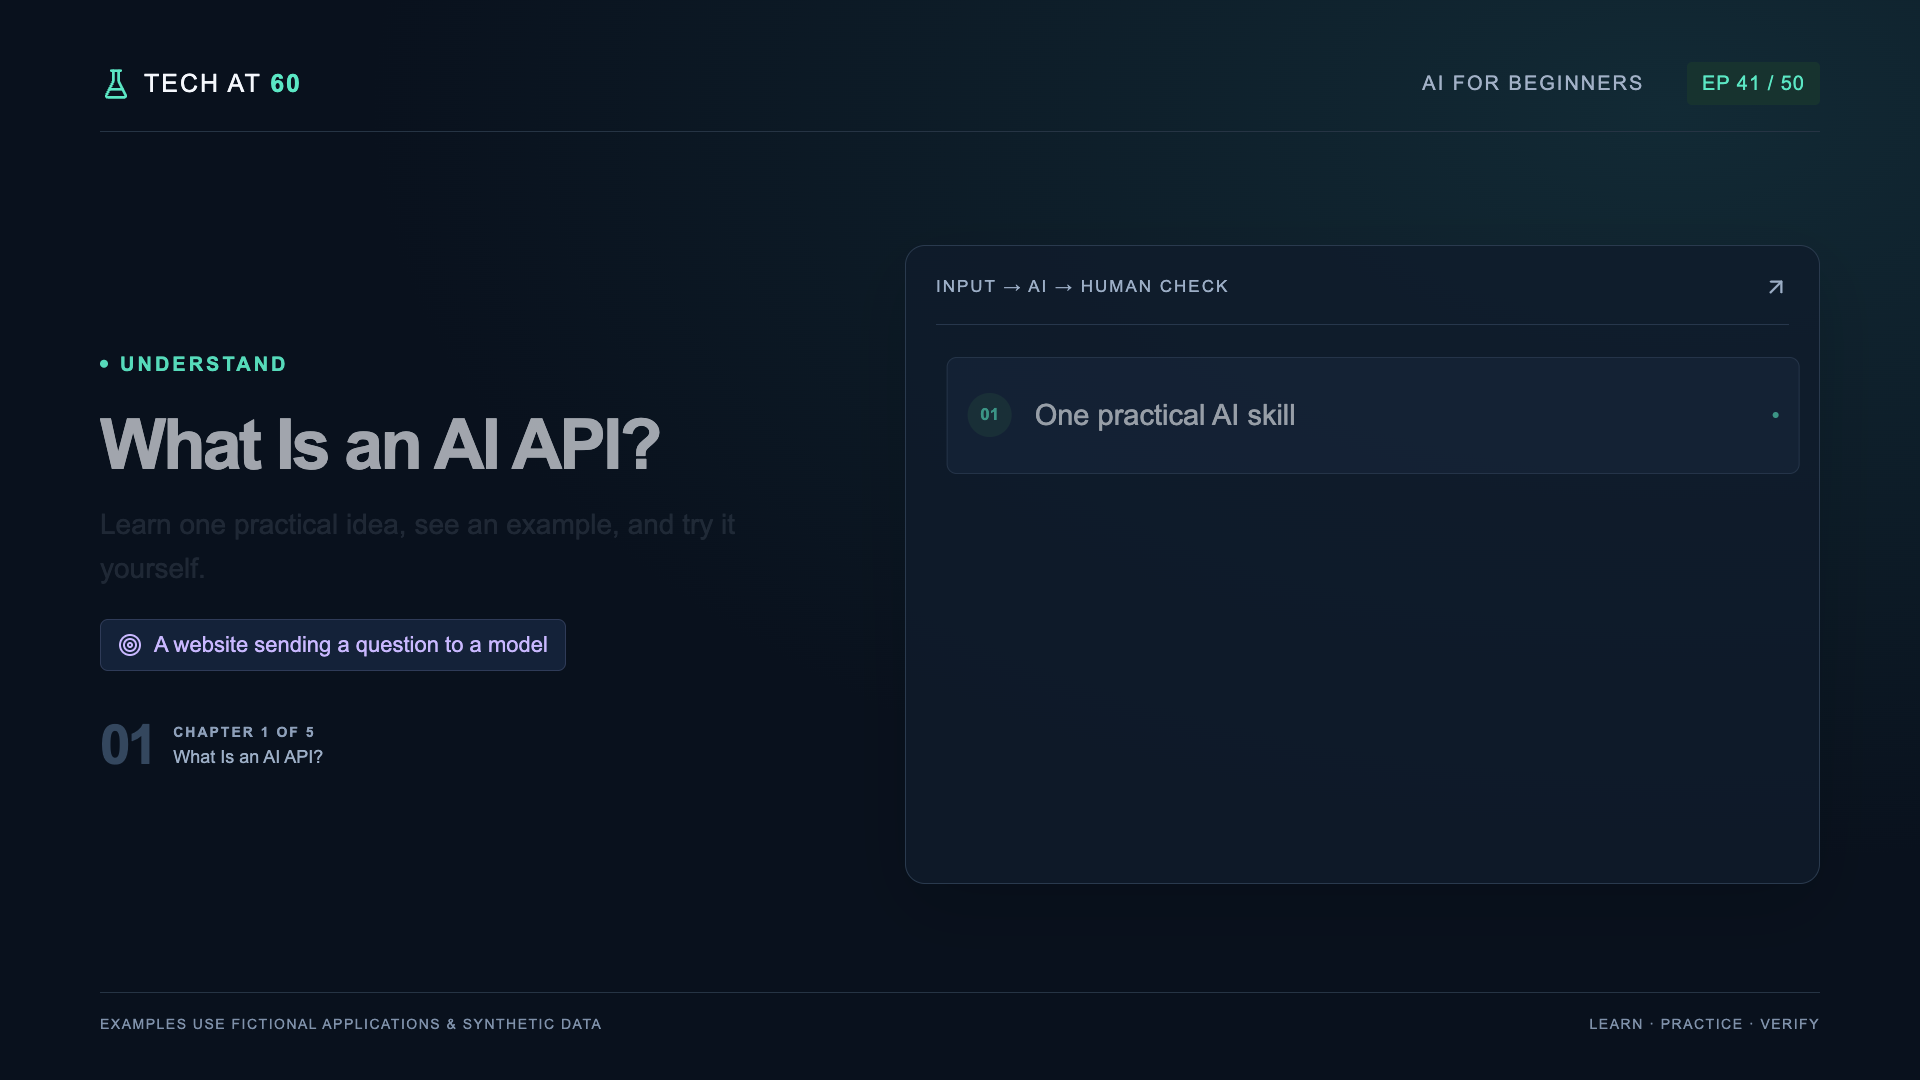 TECH AT 60
AI FOR BEGINNERS
EP 41 / 50
UNDERSTAND
What Is an AI API?
Learn one practical idea, see an example, and try it
yourself.
A website sending a question to a model
01
CHAPTER 1 OF 5
What Is an AI API?
INPUT → AI → HUMAN CHECK
01
One practical AI skill
EXAMPLES USE FICTIONAL APPLICATIONS & SYNTHETIC DATA
LEARN · PRACTICE · VERIFY